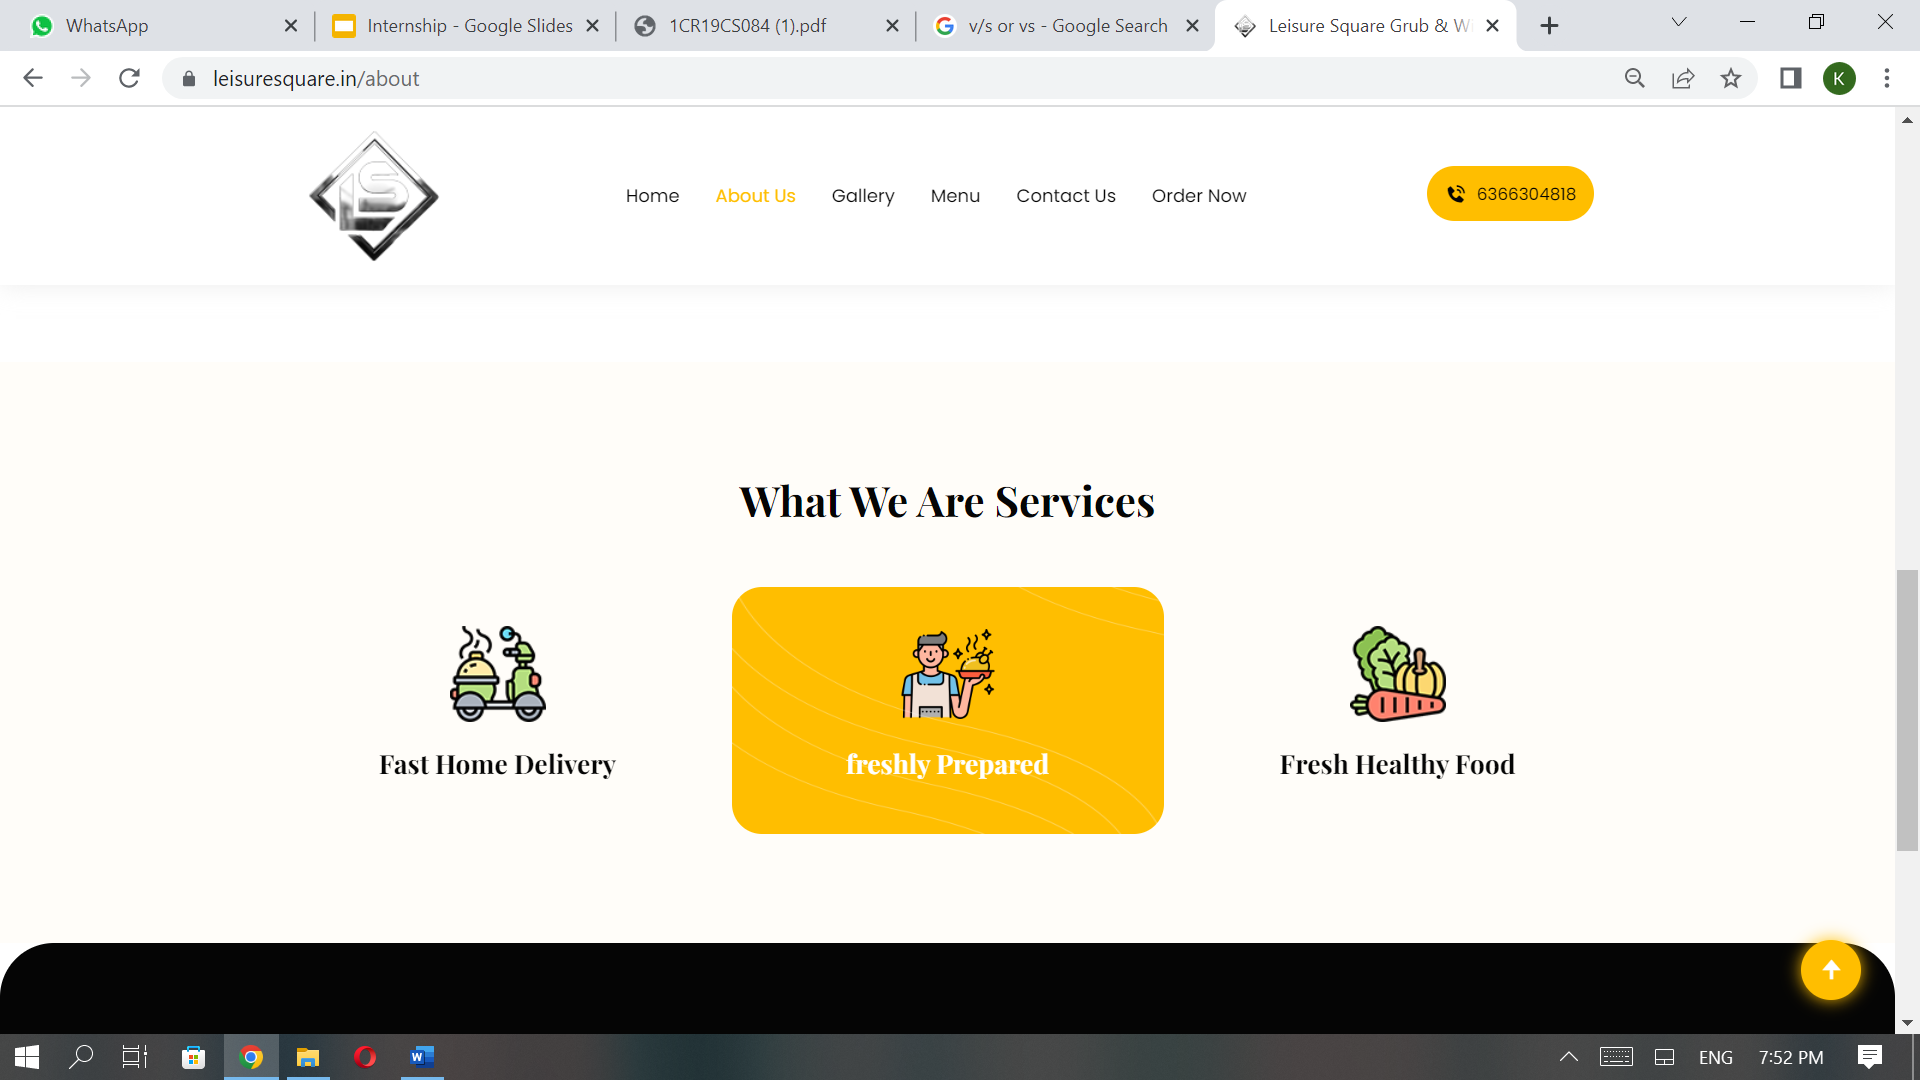 WhatsApp
Internship - Google Slides
1CR19CS084 (1).pdf
v/s or vs - Google Search
Leisure Square Grub & Wi
leisuresquare.in/about
K
LS
Home
About Us
Gallery
Menu
Contact Us
Order Now
6366304818
What We Are Services
Fast Home Delivery
freshly Prepared
Fresh Healthy Food
ENG
7:52 PM